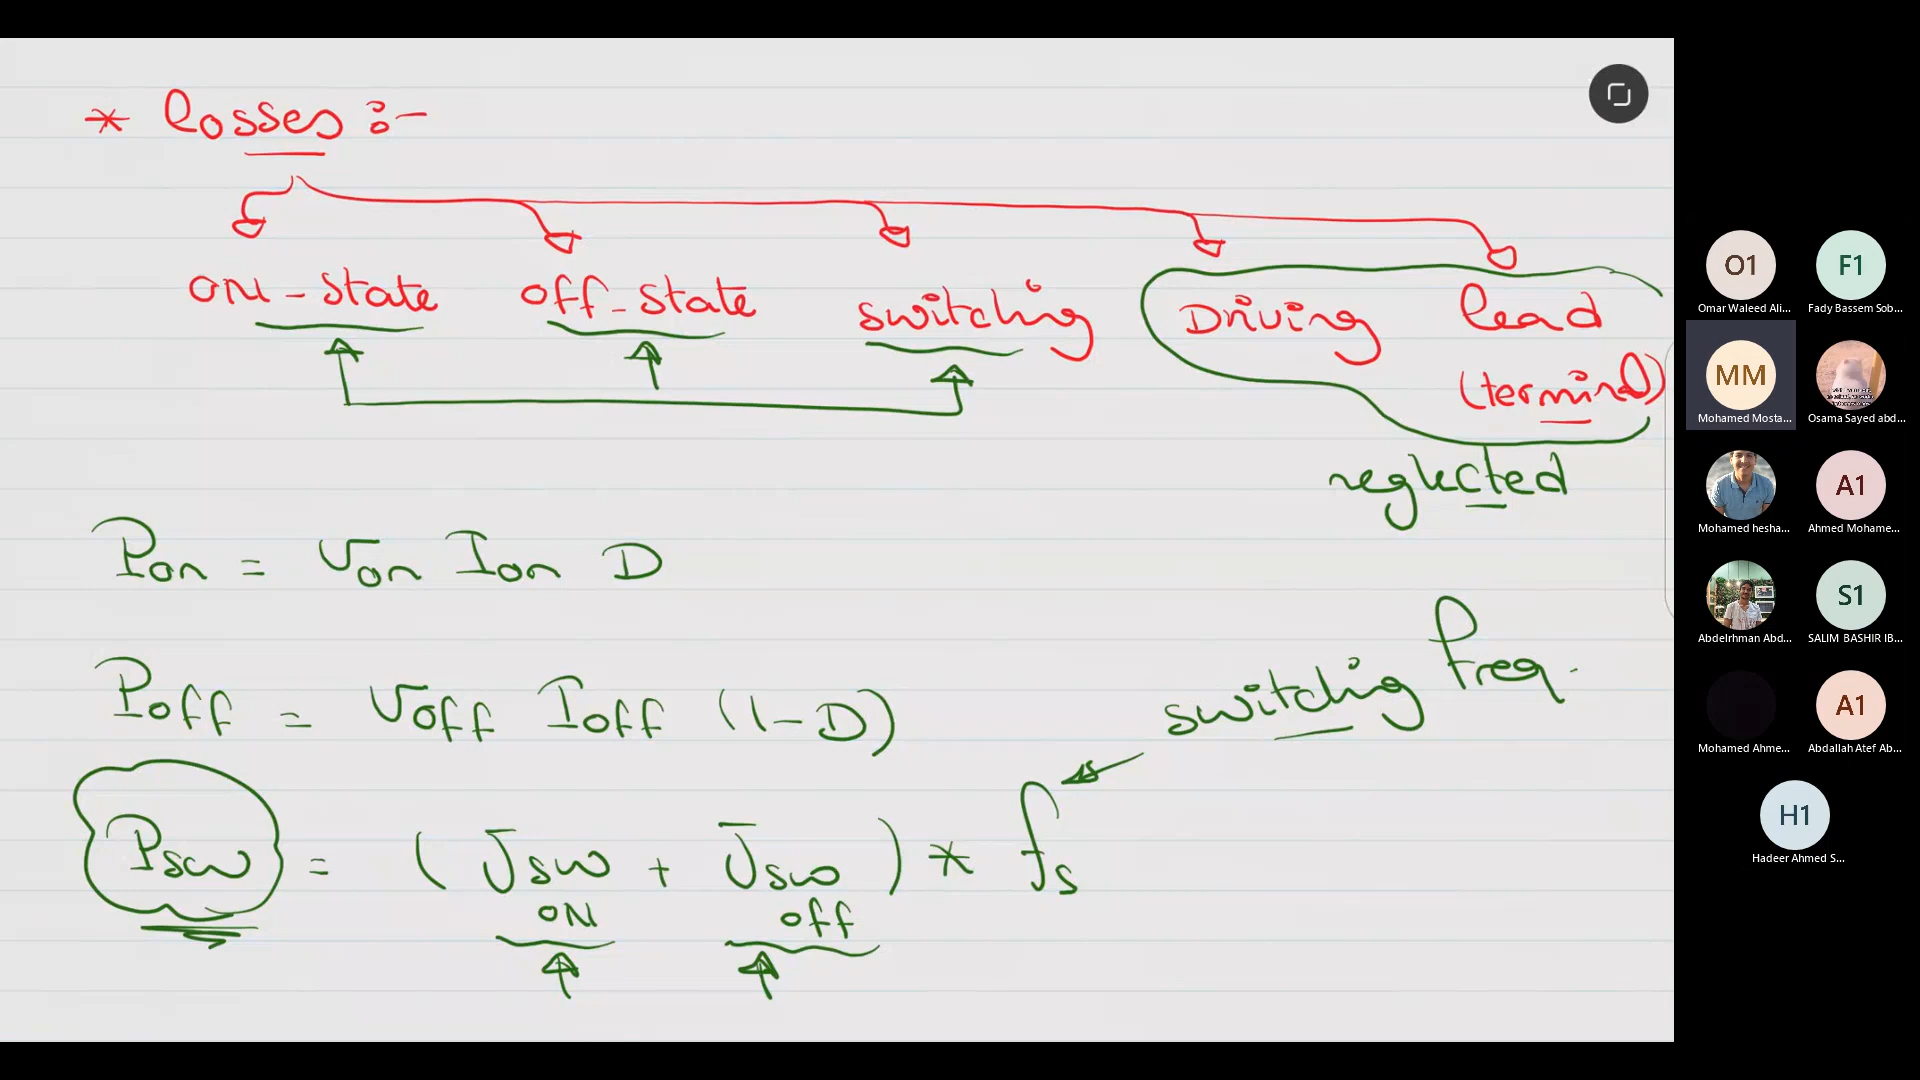 * losses :-
ON-state off-state switching Driving lead
(terminal)
neglected
Pon = Von Ion D
Poff = Voff Ioff (1-D)
switching freq.
Psw = (Jsw ON + Jsw off) * fs
O1 F1
Omar Waleed Ali... Fady Bassem Sob...
MM
Mohamed Mosta... Osama Sayed abd...
A1
Mohamed hesha... Ahmed Mohame...
S1
Abdelrhman Abd... SALIM BASHIR IB...
A1
Mohamed Ahme... Abdallah Atef Ab...
H1
Hadeer Ahmed S...